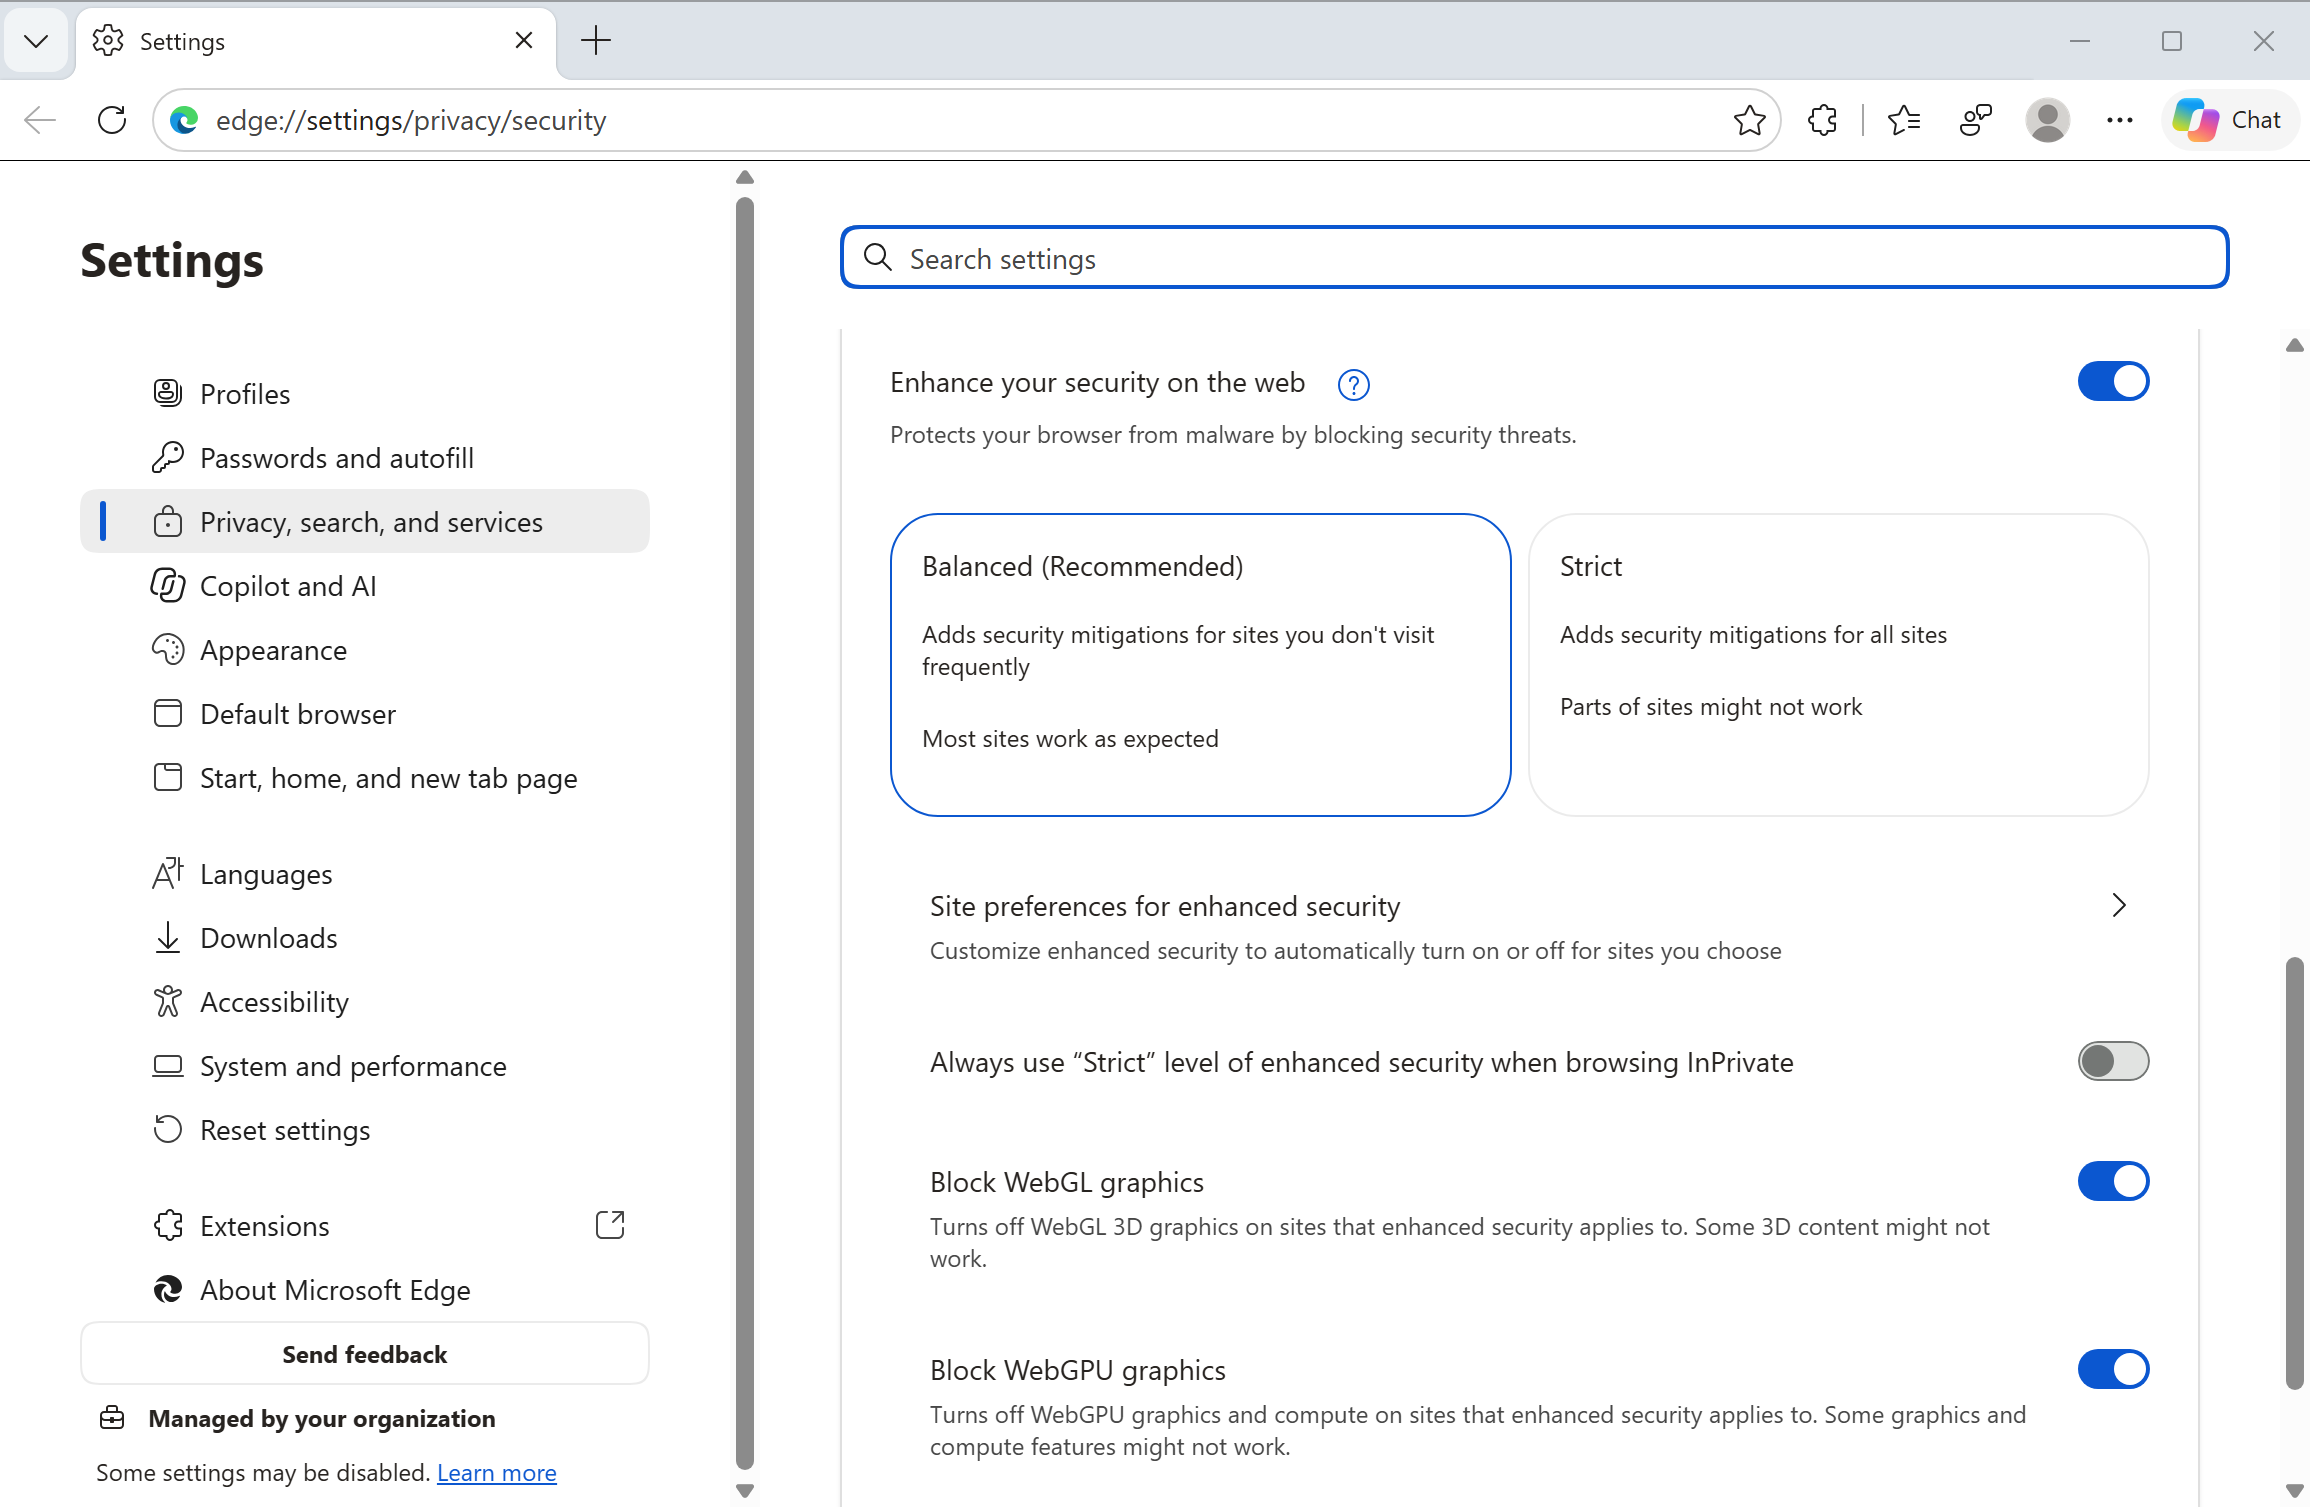 Settings
edge://settings/privacy/security
Chat
Settings
Profiles
Passwords and autofill
Privacy, search, and services
Copilot and AI
Appearance
Default browser
Start, home, and new tab page
Languages
Downloads
Accessibility
System and performance
Reset settings
Extensions
About Microsoft Edge
Send feedback
Managed by your organization
Some settings may be disabled. Learn more
Search settings
Enhance your security on the web
Protects your browser from malware by blocking security threats.
Balanced (Recommended)
Adds security mitigations for sites you don't visit
frequently
Most sites work as expected
Strict
Adds security mitigations for all sites
Parts of sites might not work
Site preferences for enhanced security
Customize enhanced security to automatically turn on or off for sites you choose
Always use “Strict” level of enhanced security when browsing InPrivate
Block WebGL graphics
Turns off WebGL 3D graphics on sites that enhanced security applies to. Some 3D content might not
work.
Block WebGPU graphics
Turns off WebGPU graphics and compute on sites that enhanced security applies to. Some graphics and
compute features might not work.